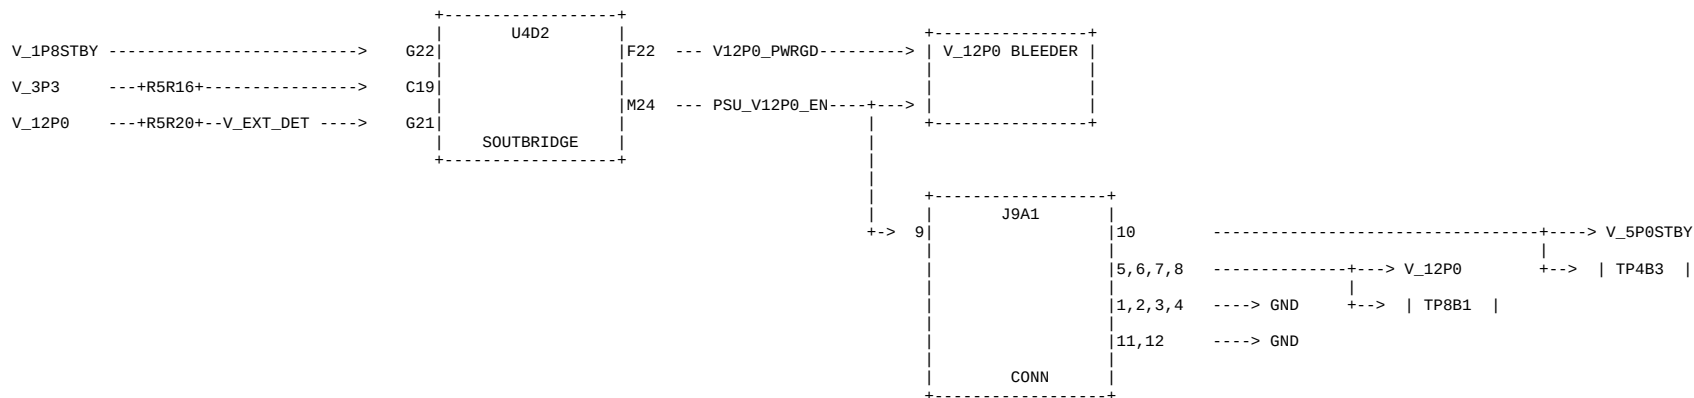 U4D2
V_1P8STBY ---------------------------> G22 F22 --- V12P0_PWRGD---------> | V_12P0 BLEEDER |
V_3P3 ---+R5R16+-----------------> C19
M24 --- PSU_V12P0_EN----+--->
V_12P0 ---+R5R20+--V_EXT_DET ----> G21
SOUTBRIDGE
J9A1
+-> 9 10 ----------------------------------+----> V_5P0STBY
5,6,7,8 --------------+---> V_12P0 +--> | TP4B3 |
1,2,3,4 ----> GND +--> | TP8B1 |
11,12 ----> GND
CONN